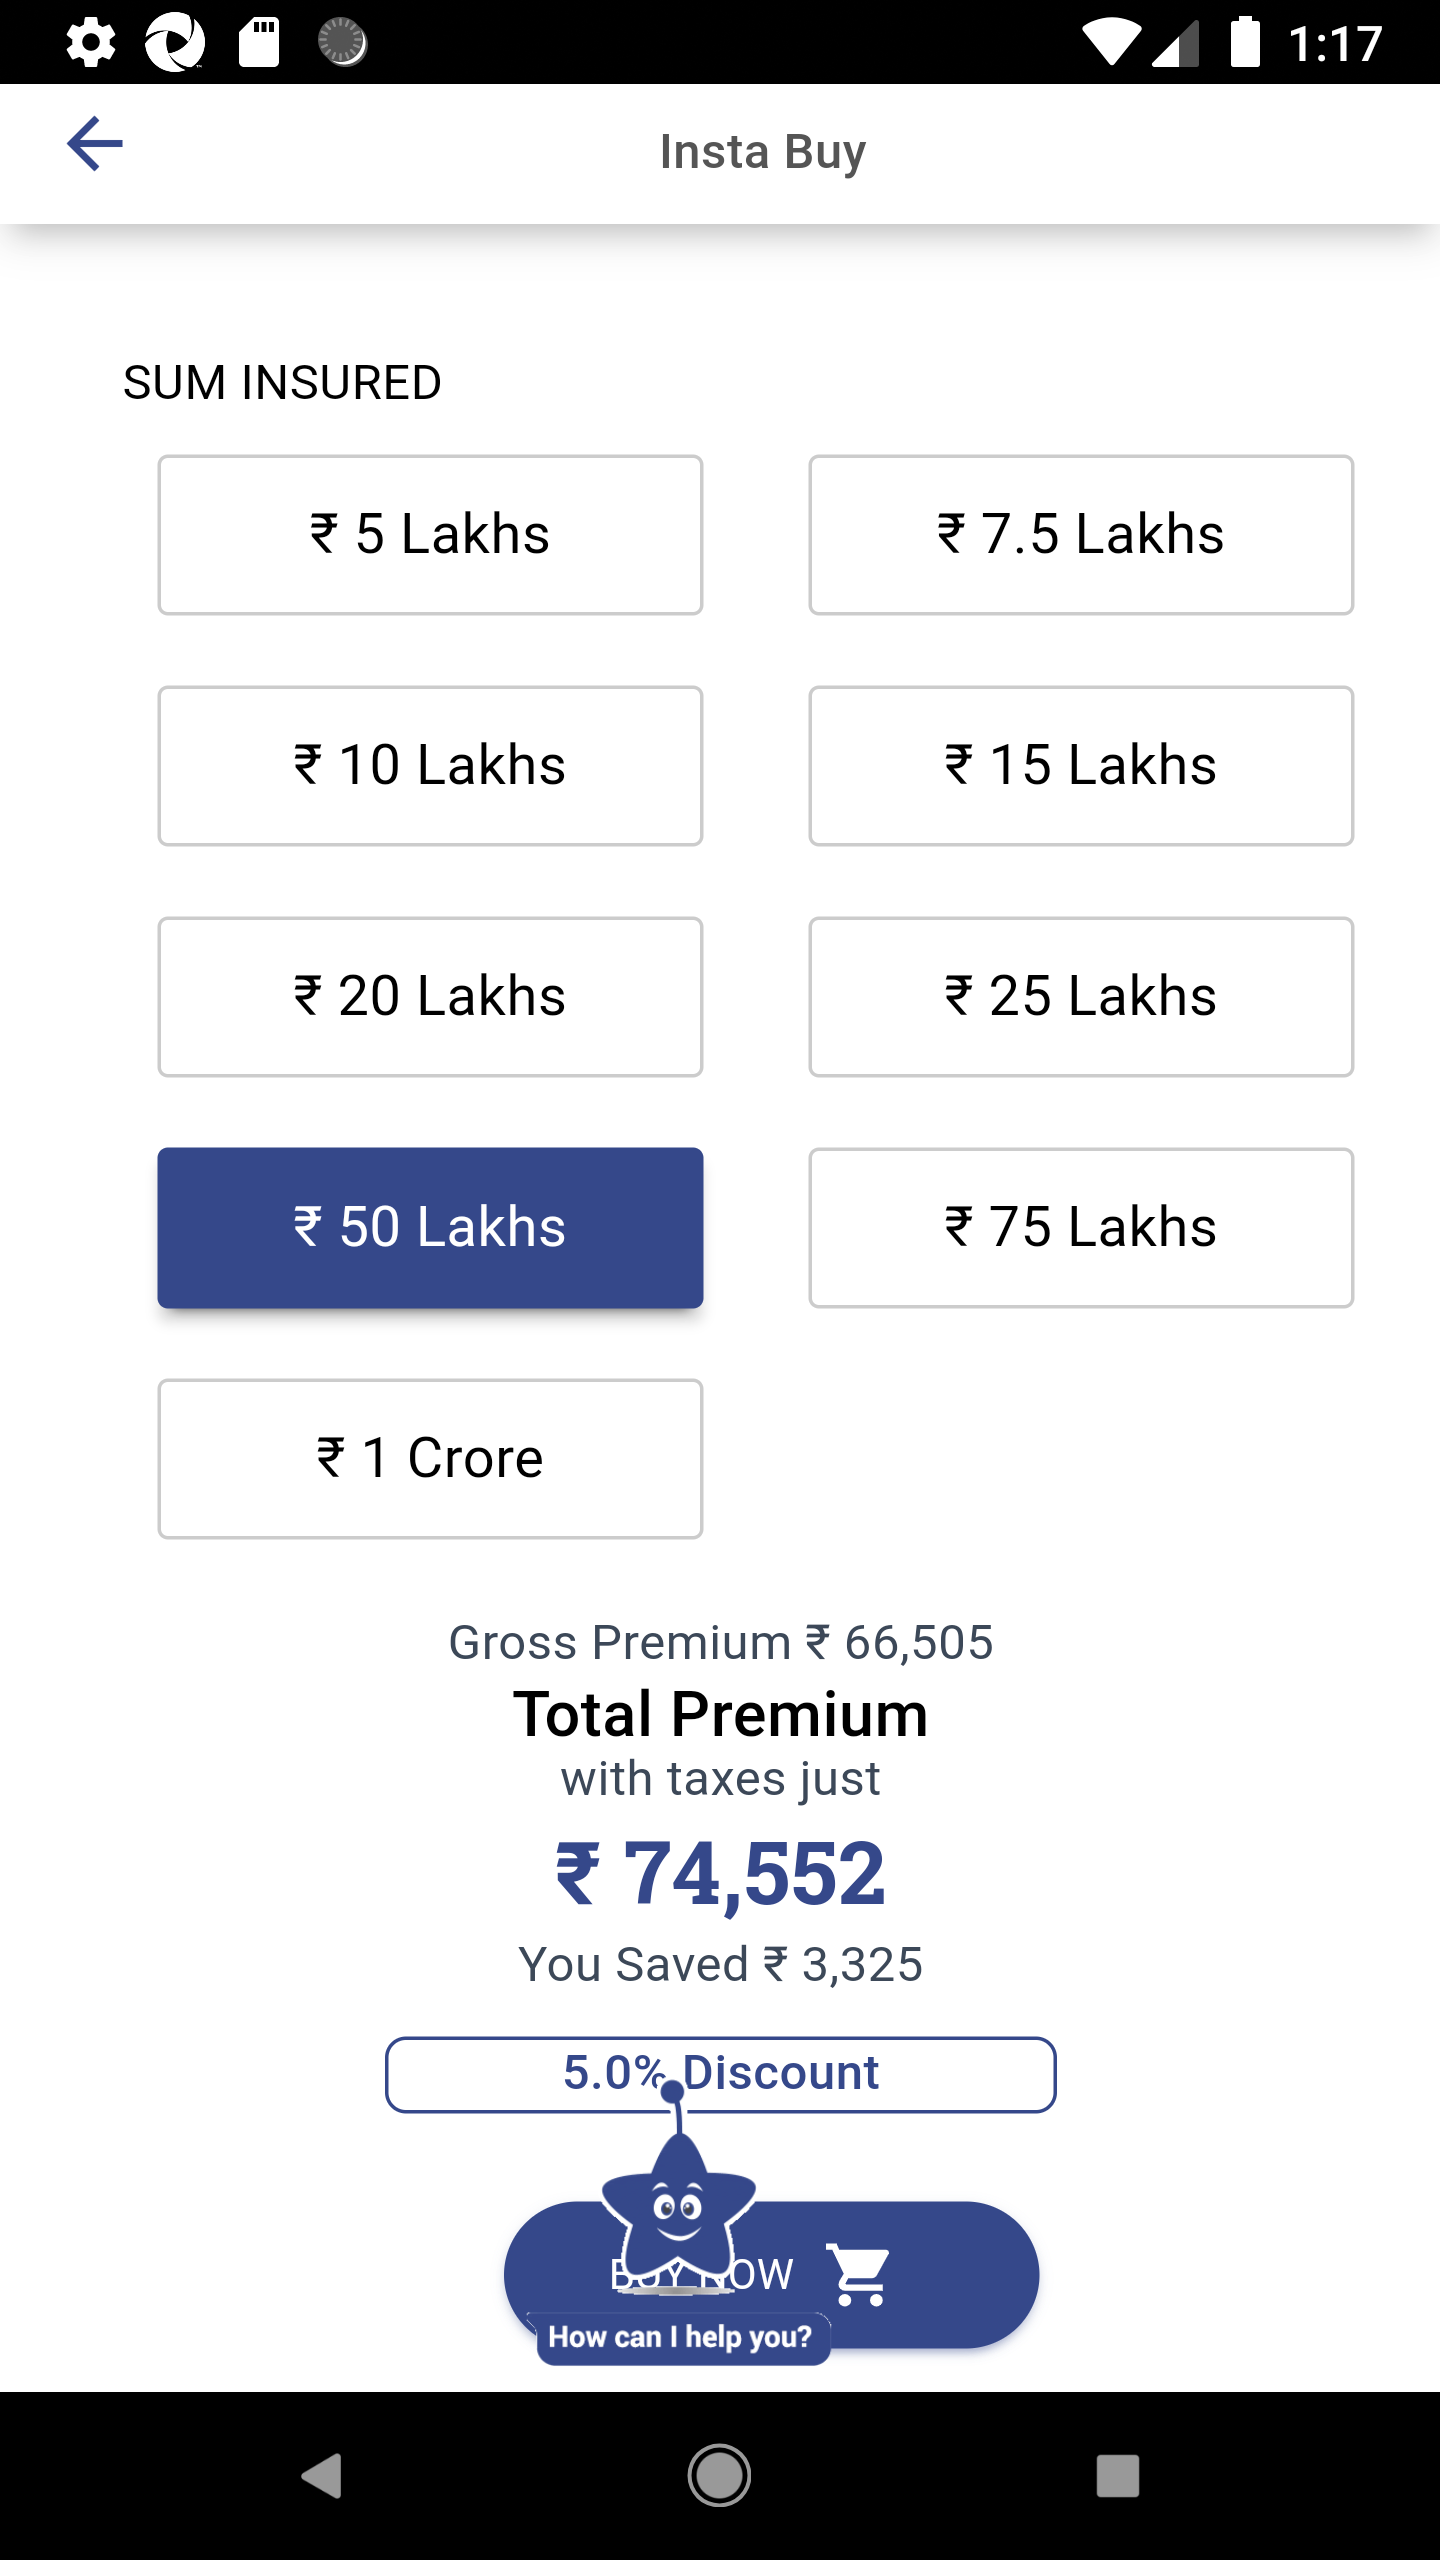 1:17
Insta Buy
SUM INSURED
₹ 5 Lakhs
₹ 7.5 Lakhs
₹ 10 Lakhs
₹ 15 Lakhs
₹ 20 Lakhs
₹ 25 Lakhs
₹ 50 Lakhs
₹ 75 Lakhs
₹ 1 Crore
Gross Premium ₹ 66,505
Total Premium
with taxes just
₹ 74,552
You Saved ₹ 3,325
5.0% Discount
BUY NOW
How can I help you?